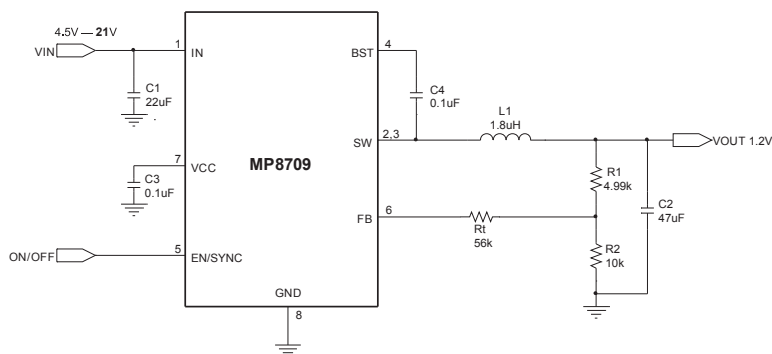 4.5V — 21V
VIN
1
IN
C1
22uF
BST
4
C4
0.1uF
L1
1.8uH
SW
2,3
VOUT 1.2V
7
VCC
C3
0.1uF
MP8709
R1
4.99k
C2
47uF
FB
6
Rt
56k
R2
10k
ON/OFF
5
EN/SYNC
GND
8